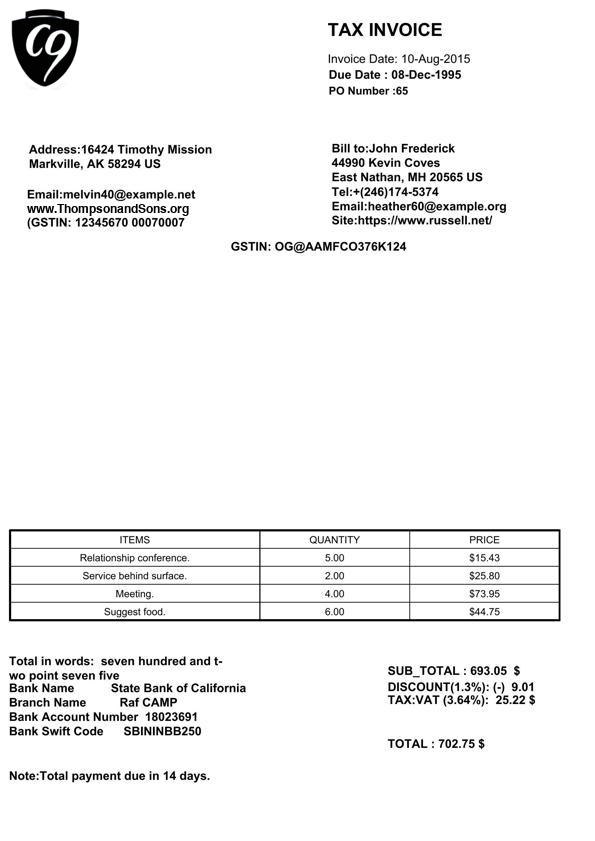 C9
TAX INVOICE
Invoice Date: 10-Aug-2015
Due Date : 08-Dec-1995
PO Number :65
Address:16424 Timothy Mission
Markville, AK 58294 US
Email:melvin40@example.net
www.ThompsonandSons.org
(GSTIN: 12345670 00070007
Bill to:John Frederick
44990 Kevin Coves
East Nathan, MH 20565 US
Tel:+(246)174-5374
Email:heather60@example.org
Site:https://www.russell.net/
GSTIN: OG@AAMFCO376K124
ITEMS QUANTITY PRICE
Relationship conference. 5.00 $15.43
Service behind surface. 2.00 $25.80
Meeting. 4.00 $73.95
Suggest food. 6.00 $44.75
Total in words: seven hundred and t-
wo point seven five
Bank Name State Bank of California
Branch Name Raf CAMP
Bank Account Number 18023691
Bank Swift Code SBININBB250
SUB_TOTAL : 693.05 $
DISCOUNT(1.3%): (-) 9.01
TAX:VAT (3.64%): 25.22 $
TOTAL : 702.75 $
Note:Total payment due in 14 days.